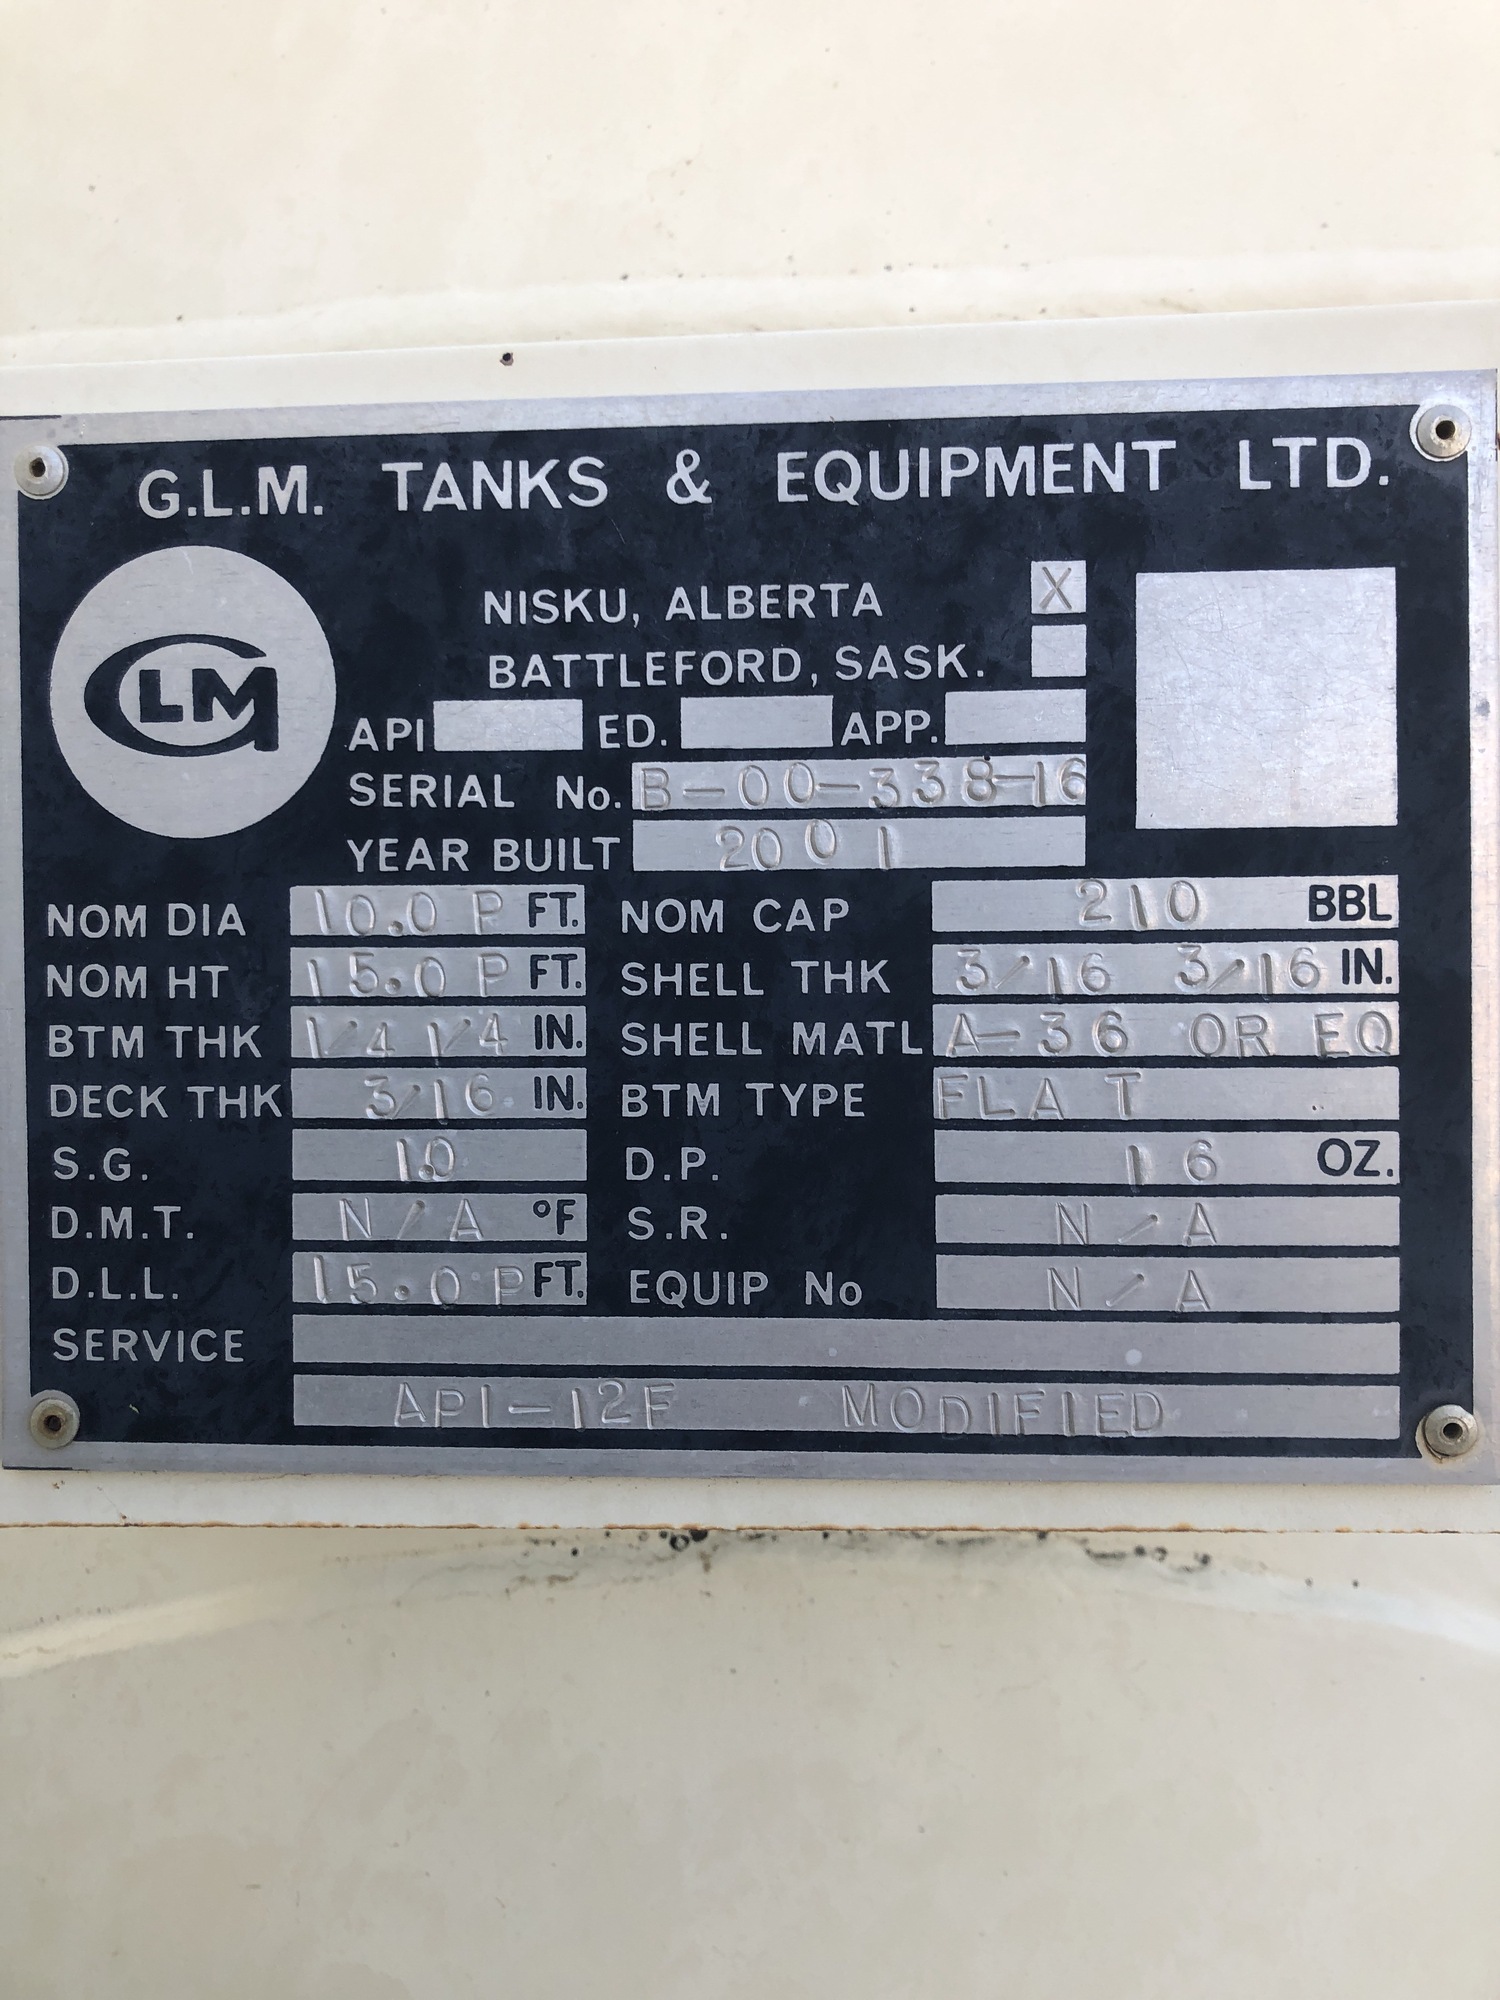 G.L.M. TANKS & EQUIPMENT LTD.
GLM
NISKU, ALBERTA X
BATTLEFORD, SASK.
API ED. APP.
SERIAL No. B-00-338-16
YEAR BUILT 2001
NOM DIA 10.0 P FT. NOM CAP 210 BBL
NOM HT 15.0 P FT. SHELL THK 3/16 3/16 IN.
BTM THK 1/4 1/4 IN. SHELL MATL A-36 OR EQ
DECK THK 3/16 IN. BTM TYPE FLAT
S.G. 1.0 D.P. 16 OZ.
D.M.T. N/A °F S.R. N/A
D.L.L. 15.0 P FT. EQUIP No N/A
SERVICE
API-12F MODIFIED